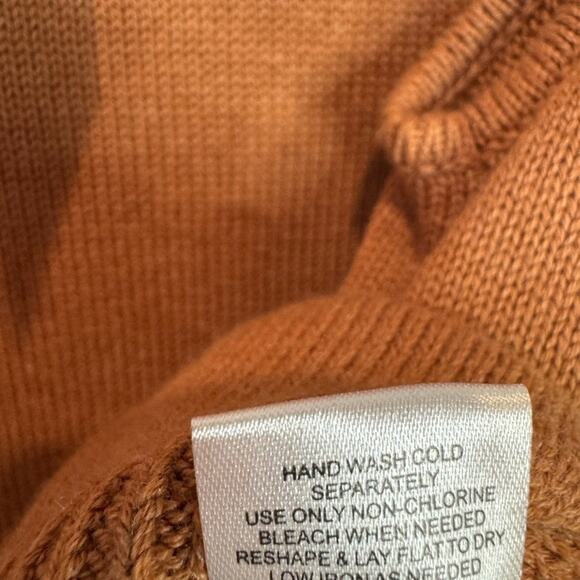 HAND WASH COLD
SEPARATELY
USE ONLY NON-CHLORINE
BLEACH WHEN NEEDED
RESHAPE & LAY FLAT TO DRY
LOW IRON AS NEEDED